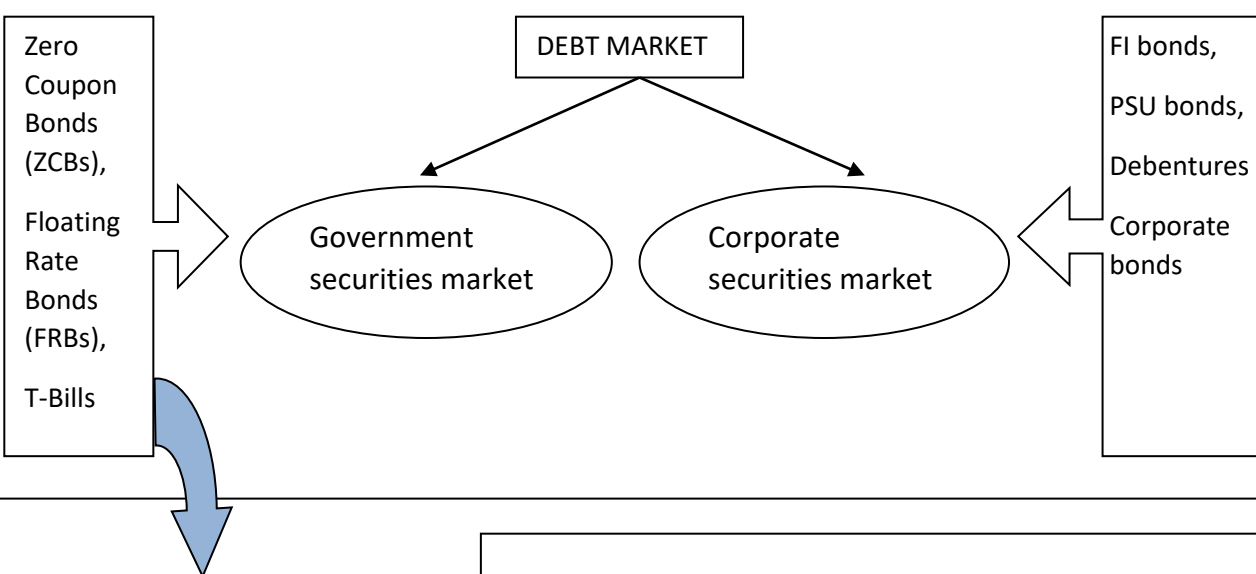 Zero
Coupon
Bonds
(ZCBs),
Floating
Rate
Bonds
(FRBs),
T-Bills
DEBT MARKET
Government
securities market
Corporate
securities market
FI bonds,
PSU bonds,
Debentures
Corporate
bonds